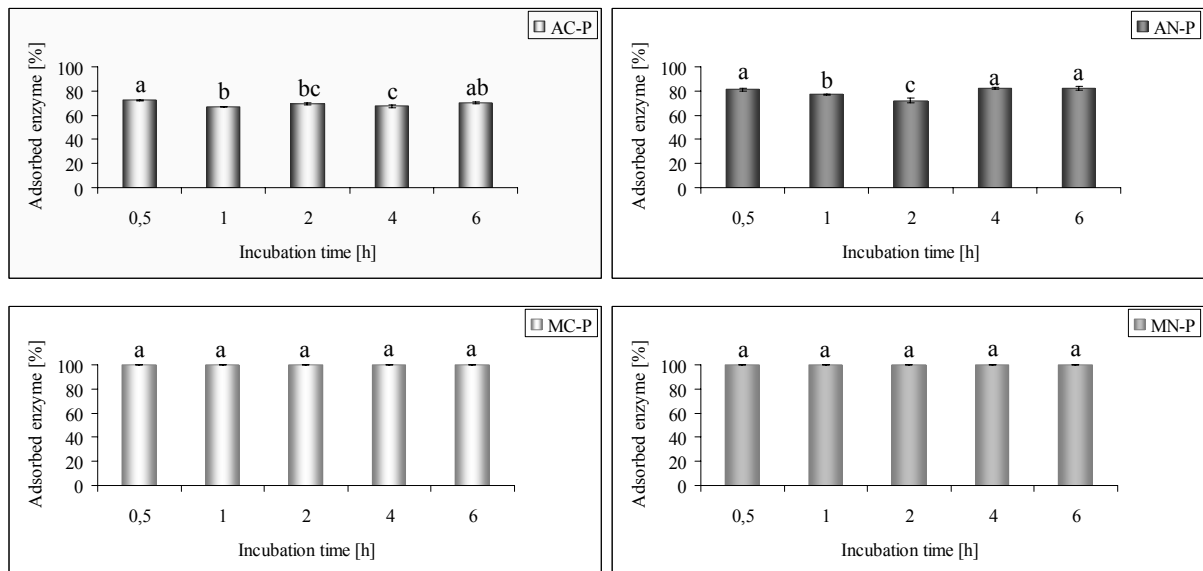 AC-P
Adsorbed enzyme [%]
100
80
60
40
20
0
a b bc c ab
0,5 1 2 4 6
Incubation time [h]
AN-P
Adsorbed enzyme [%]
100
80
60
40
20
0
a b c a a
0,5 1 2 4 6
Incubation time [h]
MC-P
Adsorbed enzyme [%]
100
80
60
40
20
0
a a a a a
0,5 1 2 4 6
Incubation time [h]
MN-P
Adsorbed enzyme [%]
100
80
60
40
20
0
a a a a a
0,5 1 2 4 6
Incubation time [h]